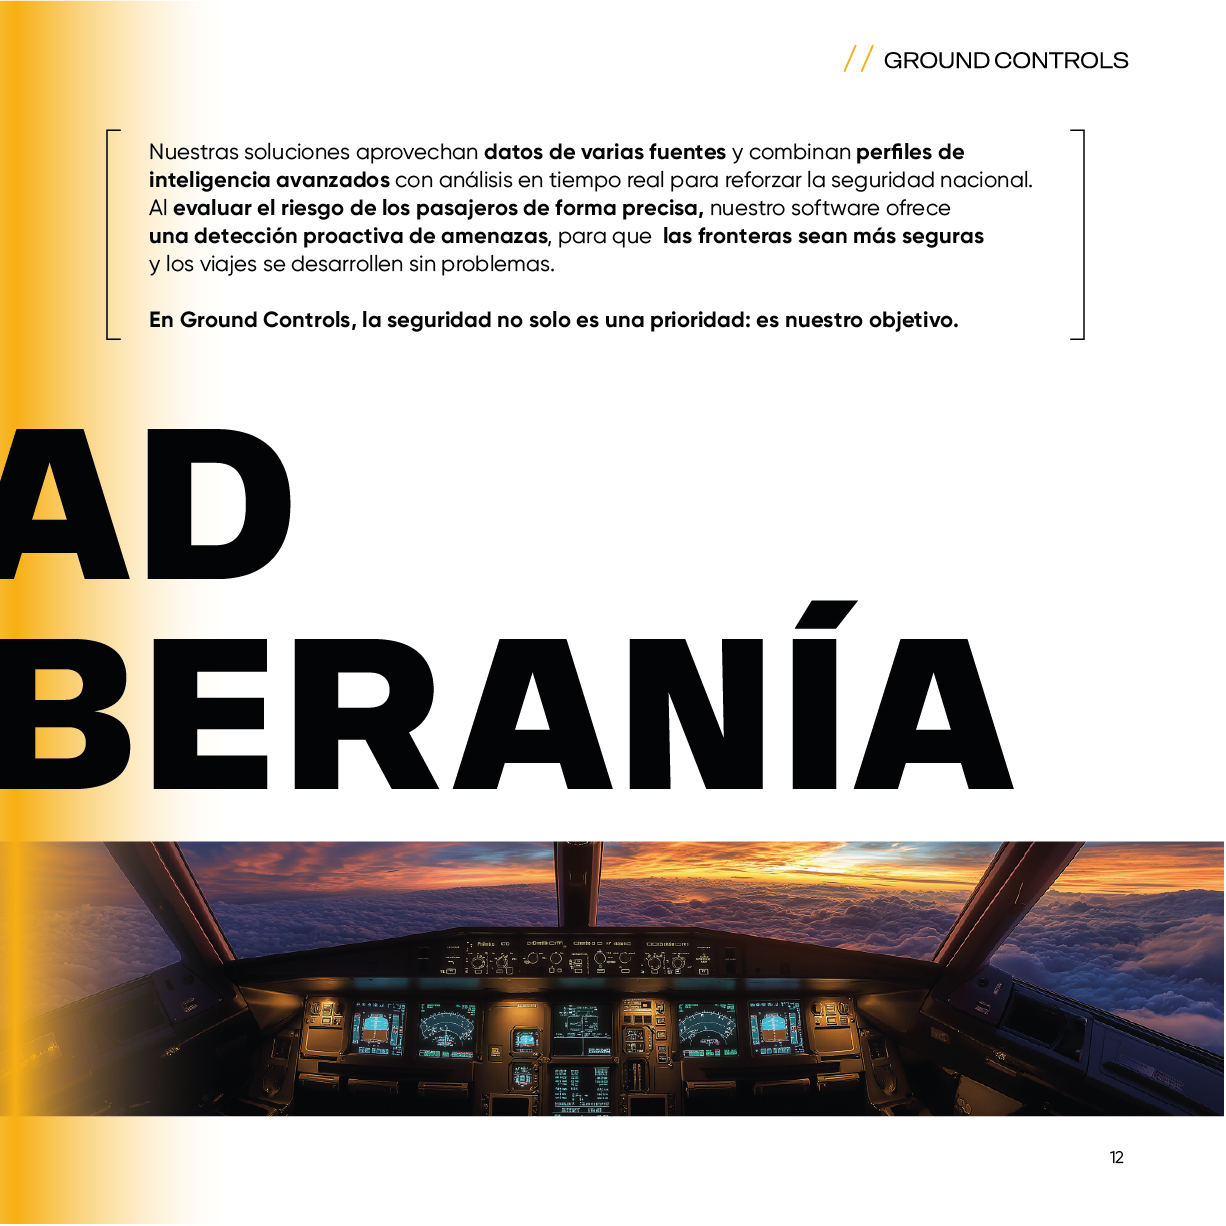 // GROUND CONTROLS
Nuestras soluciones aprovechan datos de varias fuentes y combinan perfiles de
inteligencia avanzados con análisis en tiempo real para reforzar la seguridad nacional.
Al evaluar el riesgo de los pasajeros de forma precisa, nuestro software ofrece
una detección proactiva de amenazas, para que las fronteras sean más seguras
y los viajes se desarrollen sin problemas.
En Ground Controls, la seguridad no solo es una prioridad: es nuestro objetivo.
AD
BERANÍA
12